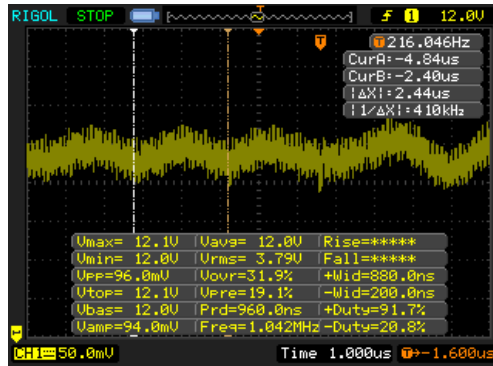 RIGOL STOP T f 1 12.0V
T 216.046Hz
CurA:-4.84us
CurB:-2.40us
|ΔX|:2.44us
|1/ΔX|:410kHz
Vmax= 12.1V Vavg= 12.0V Rise=*****
Vmin= 12.0V Vrms= 3.79V Fall=*****
Vpp=96.0mV Vovr=31.9% +Wid=880.0ns
Vtop= 12.1V Vpre=19.1% -Wid=200.0ns
Vbas= 12.0V Prd=960.0ns +Duty=91.7%
Vamp=94.0mV Freq=1.042MHz -Duty=20.8%
1
CH1 50.0mV Time 1.000us T→-1.600us